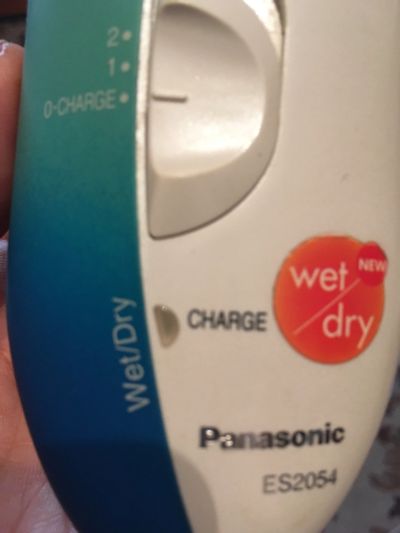 2
1
0-CHARGE
wet
NEW
dry
CHARGE
Wet/Dry
Panasonic
ES2054